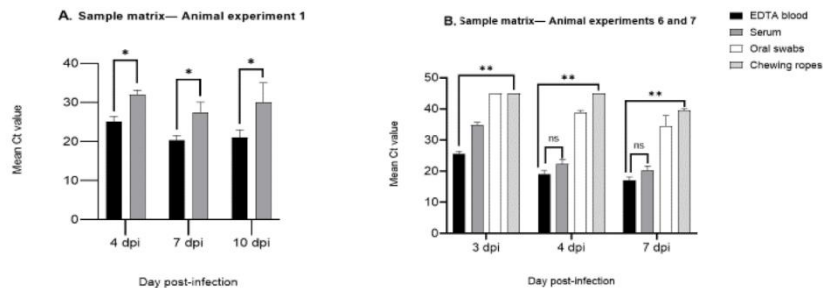 A. Sample matrix— Animal experiment 1
Mean Ct value
40
30
20
10
0
*
*
*
4 dpi
7 dpi
10 dpi
Day post-infection
B. Sample matrix— Animal experiments 6 and 7
Mean Ct value
50
40
30
20
10
0
**
**
**
ns
ns
3 dpi
4 dpi
7 dpi
Day post-infection
EDTA blood
Serum
Oral swabs
Chewing ropes